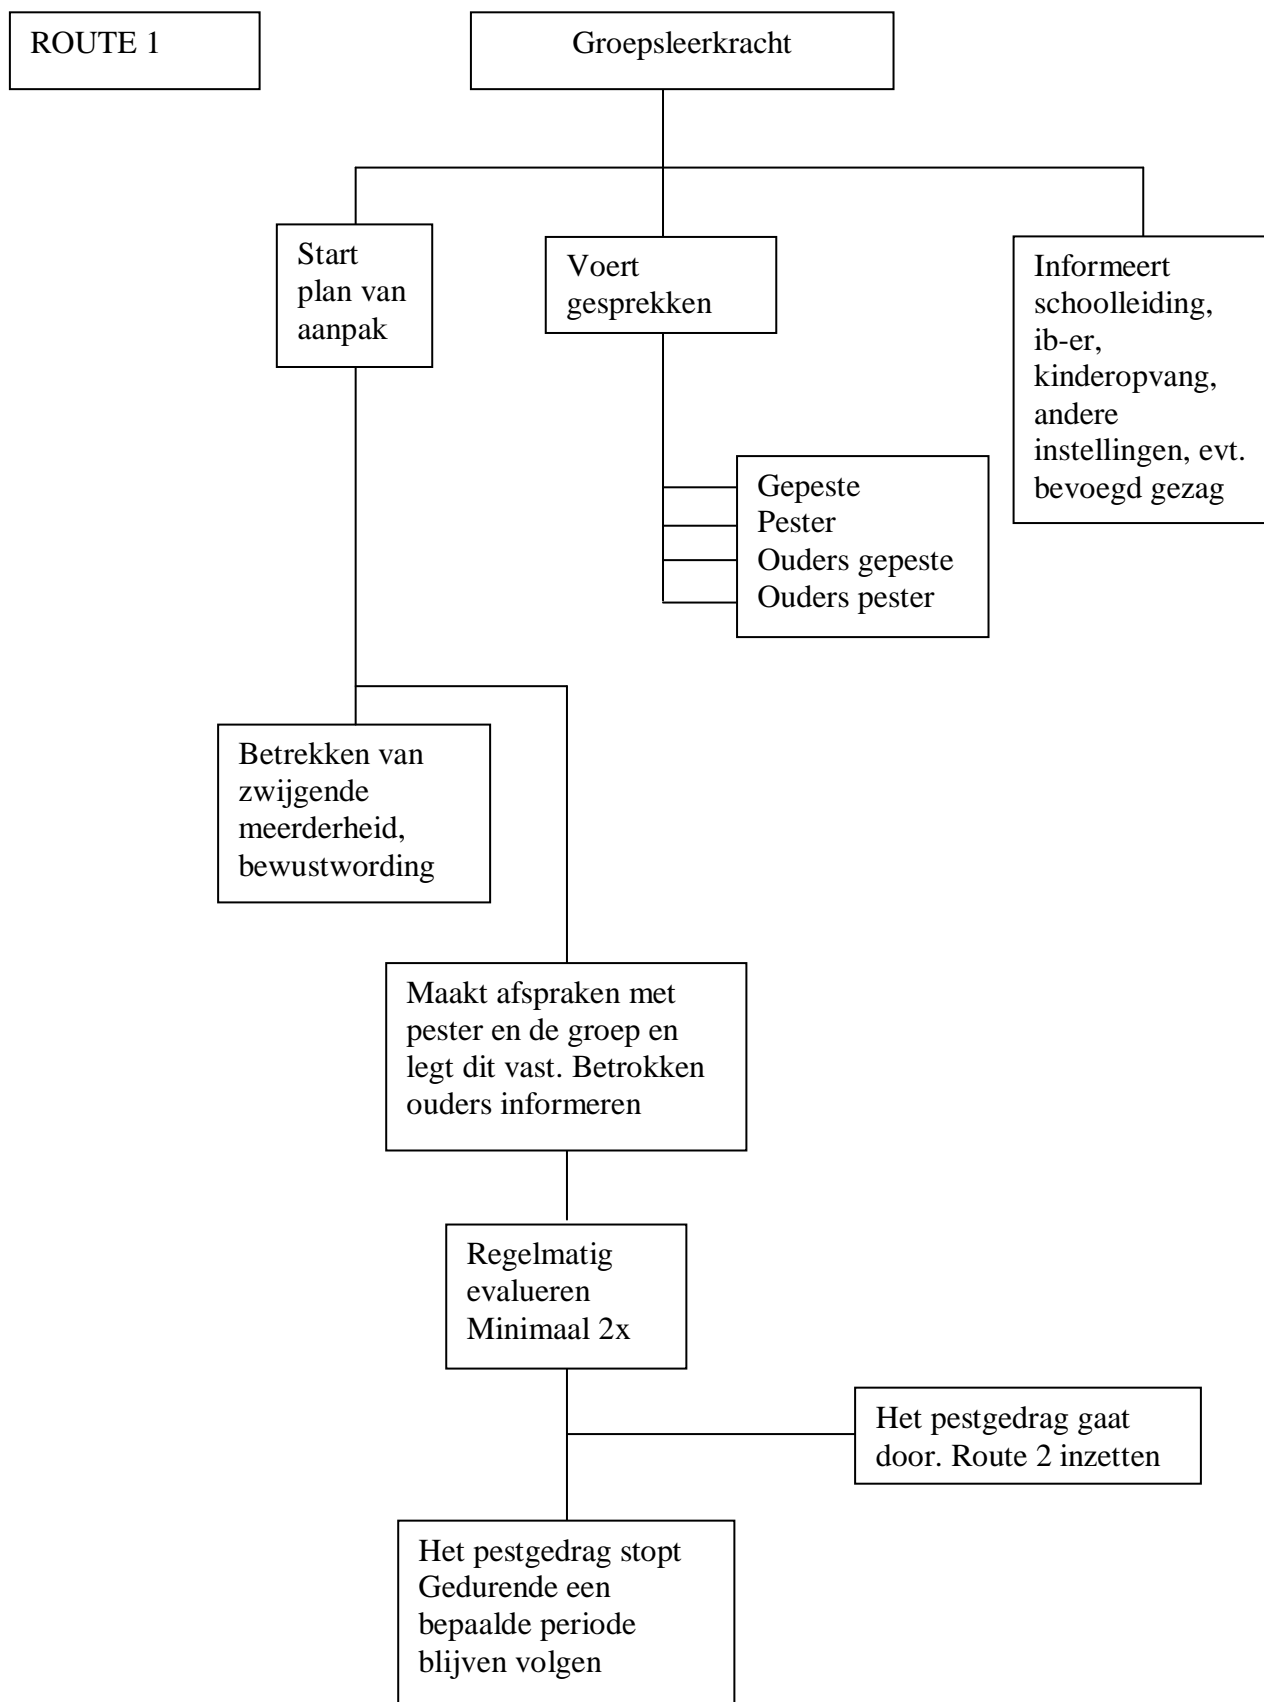 ROUTE 1
Groepsleerkracht
Start
plan van
aanpak
Voert
gesprekken
Informeert
schoolleiding,
ib-er,
kinderopvang,
andere
instellingen, evt.
bevoegd gezag
Gepeste
Pester
Ouders gepeste
Ouders pester
Betrekken van
zwijgende
meerderheid,
bewustwording
Maakt afspraken met
pester en de groep en
legt dit vast. Betrokken
ouders informeren
Regelmatig
evalueren
Minimaal 2x
Het pestgedrag gaat
door. Route 2 inzetten
Het pestgedrag stopt
Gedurende een
bepaalde periode
blijven volgen